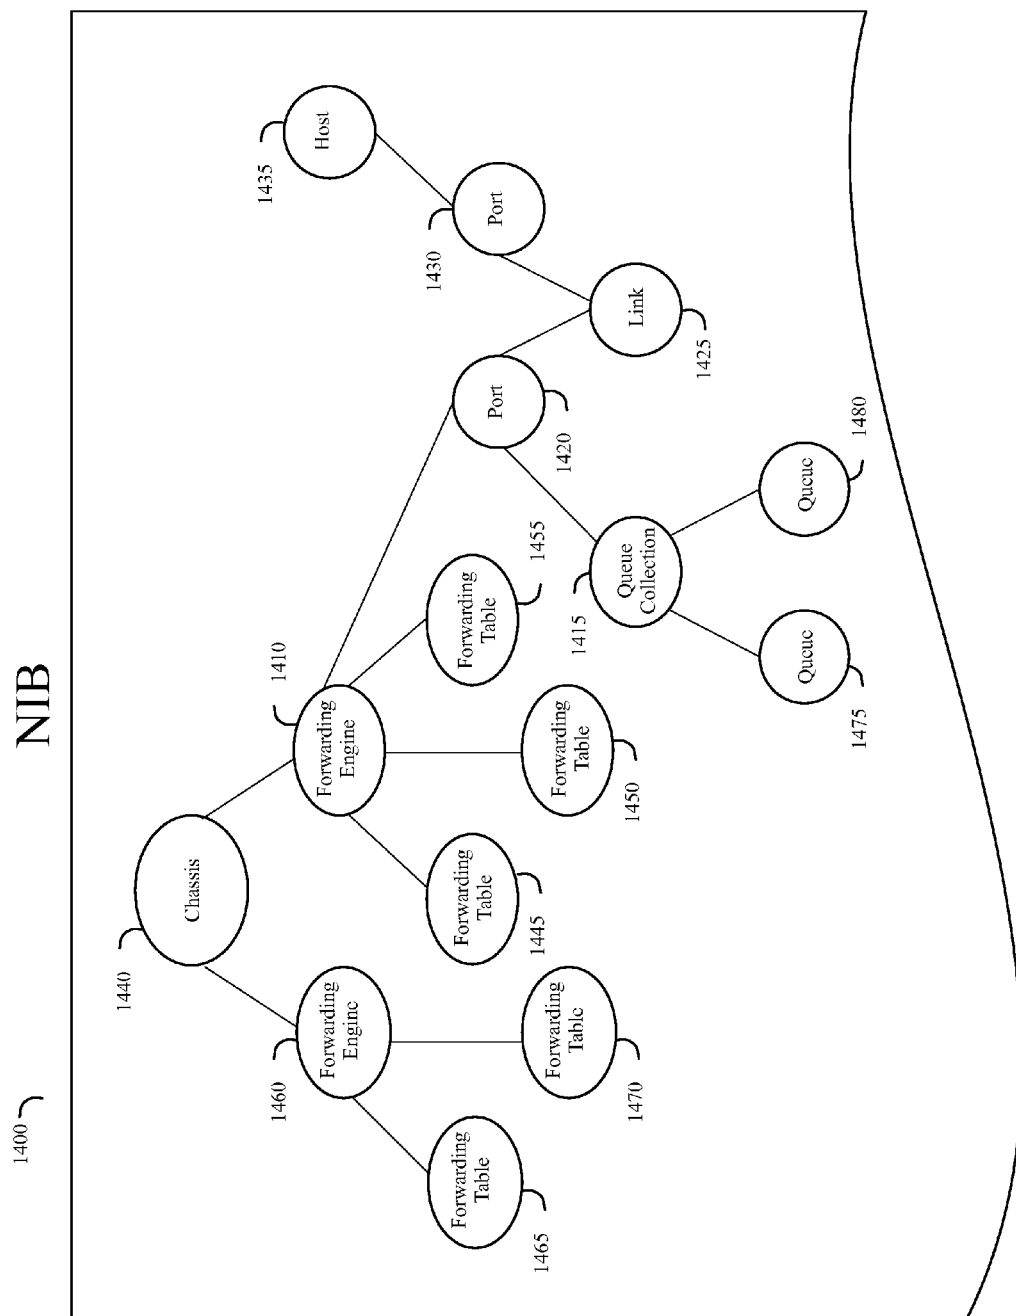 NIB
1400
Chassis
1440
Forwarding
Engine
1460
Forwarding
Engine
1410
Forwarding
Table
1465
Forwarding
Table
1470
Forwarding
Table
1445
Forwarding
Table
1450
Forwarding
Table
1455
Port
1420
Port
1430
Host
1435
Link
1425
Queue
Collection
1415
Queue
1475
Queue
1480